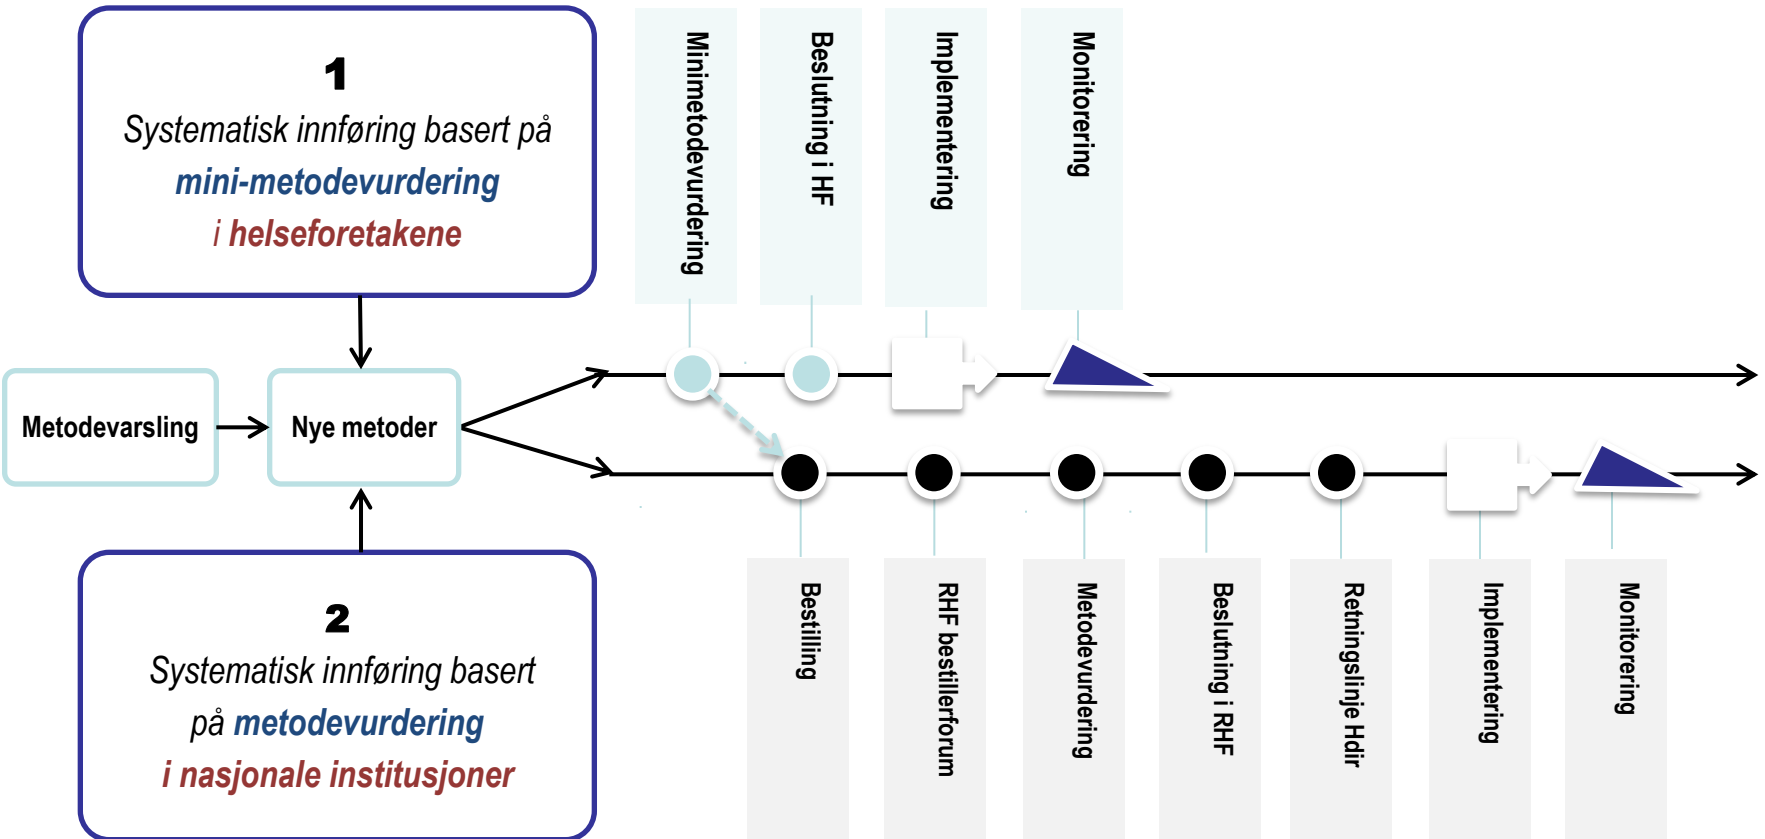 1
Systematisk innføring basert på
mini-metodevurdering
i helseforetakene
Minimetodevurdering
Beslutning i HF
Implementering
Monitorering
Metodevarsling
Nye metoder
2
Systematisk innføring basert
på metodevurdering
i nasjonale institusjoner
Bestilling
RHF bestillerforum
Metodevurdering
Beslutning i RHF
Retningslinje Hdir
Implementering
Monitorering